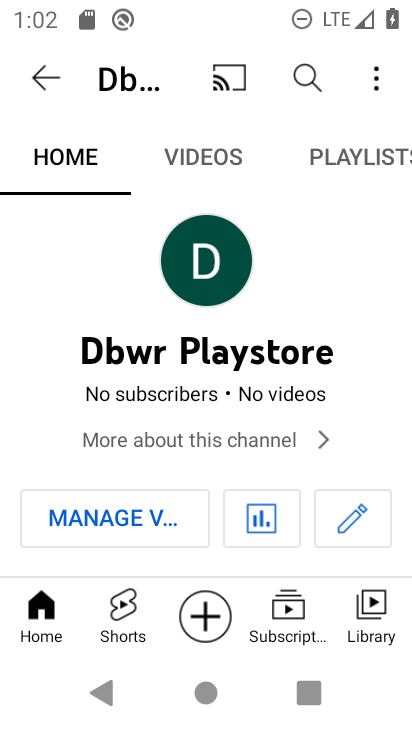 1:02 LTE
Db...
HOME VIDEOS PLAYLISTS
D
Dbwr Playstore
No subscribers • No videos
More about this channel
MANAGE V...
Home Shorts Subscript... Library